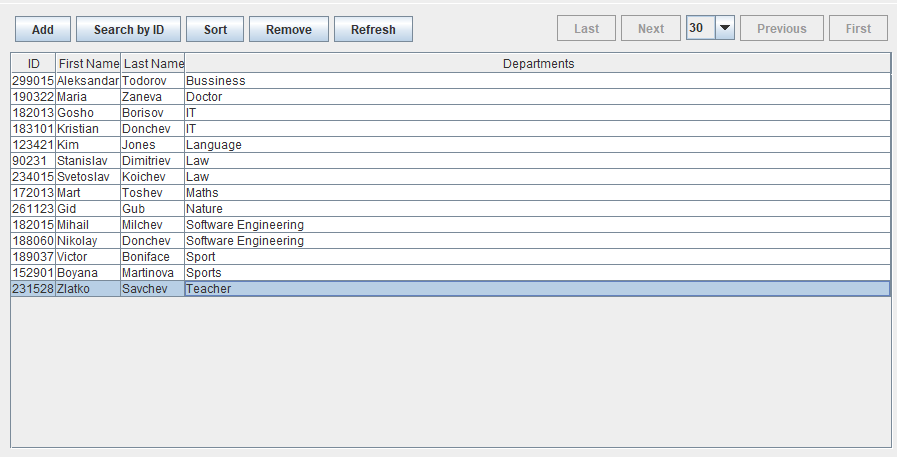 Add Search by ID Sort Remove Refresh Last Next 30 Previous First
ID First Name Last Name Departments
299015 Aleksandar Todorov Bussiness
190322 Maria Zaneva Doctor
182013 Gosho Borisov IT
183101 Kristian Donchev IT
123421 Kim Jones Language
90231 Stanislav Dimitriev Law
234015 Svetoslav Koichev Law
172013 Mart Toshev Maths
261123 Gid Gub Nature
182015 Mihail Milchev Software Engineering
188060 Nikolay Donchev Software Engineering
189037 Victor Boniface Sport
152901 Boyana Martinova Sports
231528 Zlatko Savchev Teacher